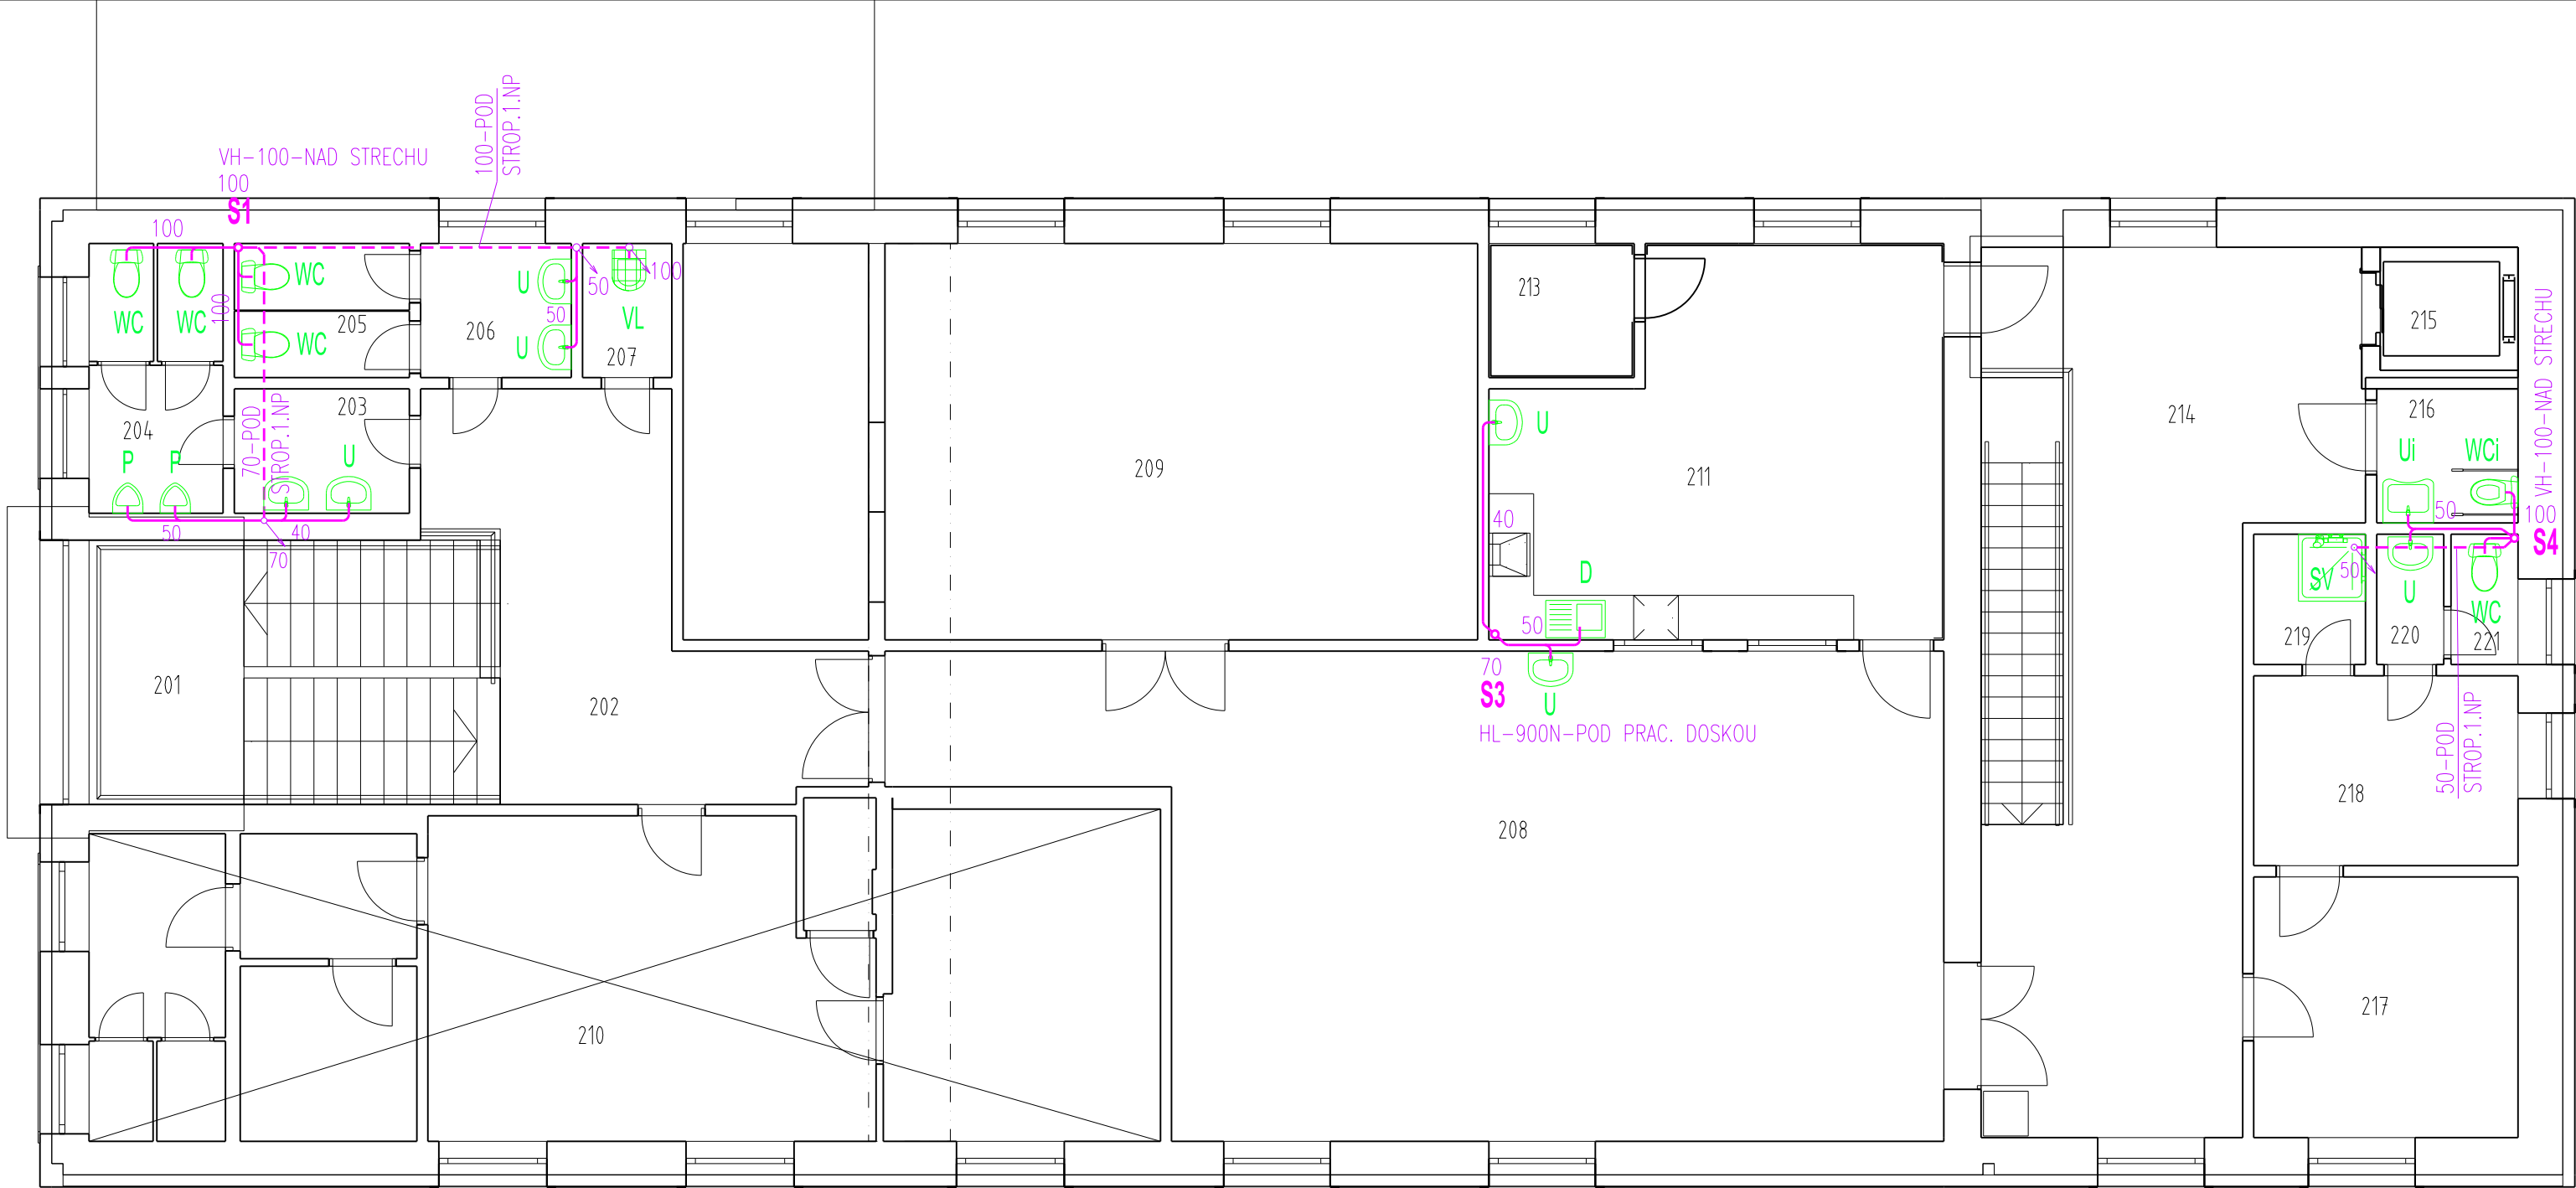 100-POD
STROP.1.NP
VH-100-NAD STRECHU
100
S1
100
100
WC
WC
WC
WC
205
206
U
U
50
50
100
VL
207
203
204
P
P
U
70-POD
STROP.1.NP
50
40
70
201
202
209
213
211
U
40
D
50
70
S3
U
HL-900N-POD PRAC. DOSKOU
208
210
214
215
216
Ui
WCi
VH-100-NAD STRECHU
50
100
S4
SV
50
U
WC
219
220
221
50-POD
STROP.1.NP
218
217